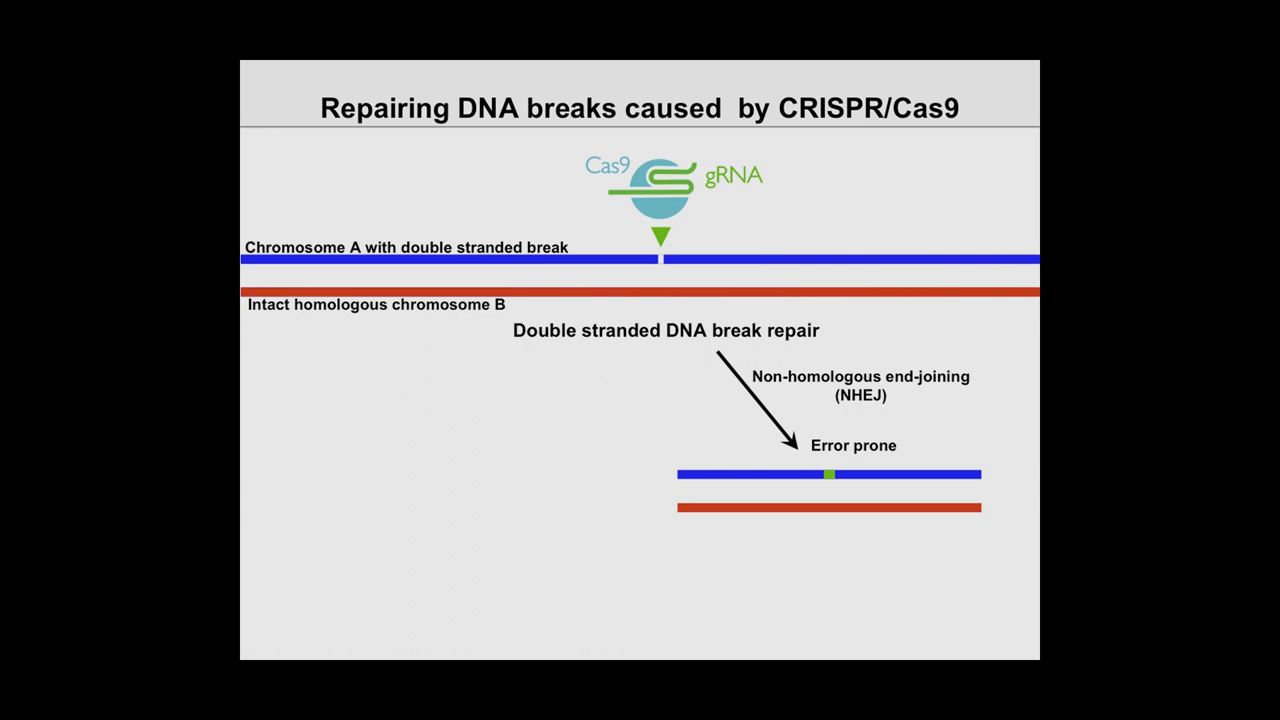 Repairing DNA breaks caused  by CRISPR/Cas9
Cas9
gRNA
Chromosome A with double stranded break
Intact homologous chromosome B
Double stranded DNA break repair
Non-homologous end-joining
(NHEJ)
Error prone